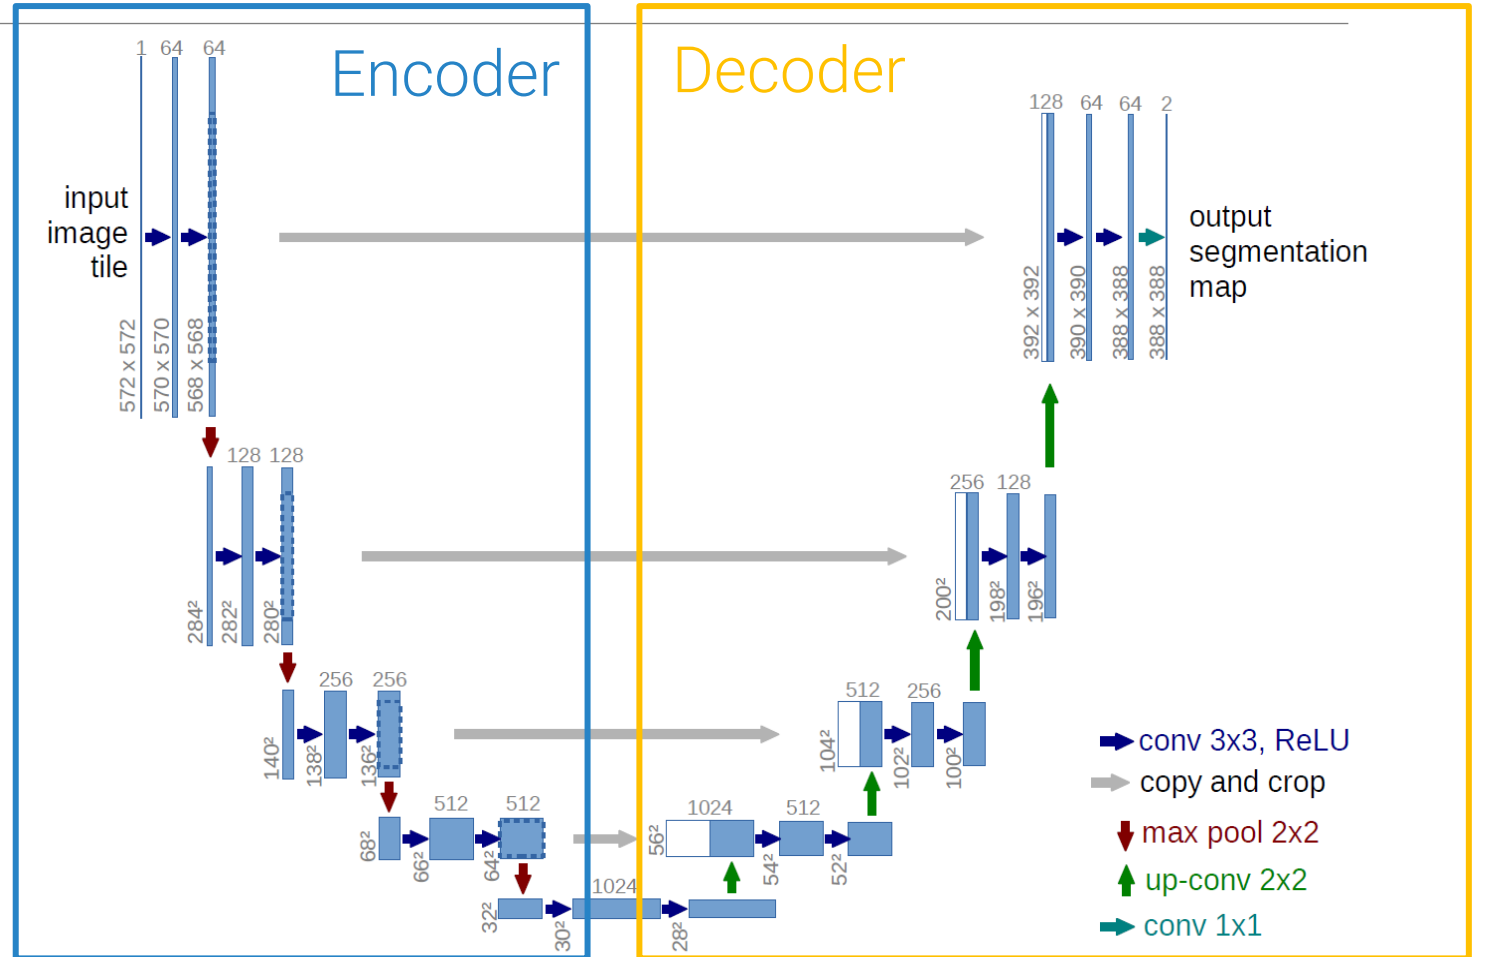 Encoder
Decoder
1 64 64
input
image
tile
572 x 572
570 x 570
568 x 568
128 64 64 2
output
segmentation
map
392 x 392
390 x 390
388 x 388
388 x 388
128 128
284²
282²
280²
256 128
200²
198²
196²
256 256
140²
138²
136²
512 256
104²
102²
100²
512 512
68²
66²
64²
1024 512
56²
54²
52²
1024
32²
30²
28²
conv 3x3, ReLU
copy and crop
max pool 2x2
up-conv 2x2
conv 1x1